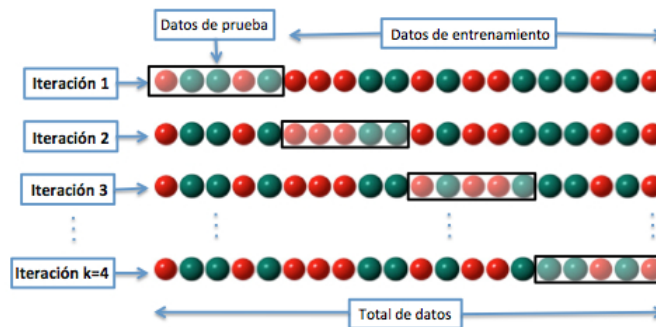 Datos de prueba
Datos de entrenamiento
Iteración 1
Iteración 2
Iteración 3
Iteración k=4
Total de datos